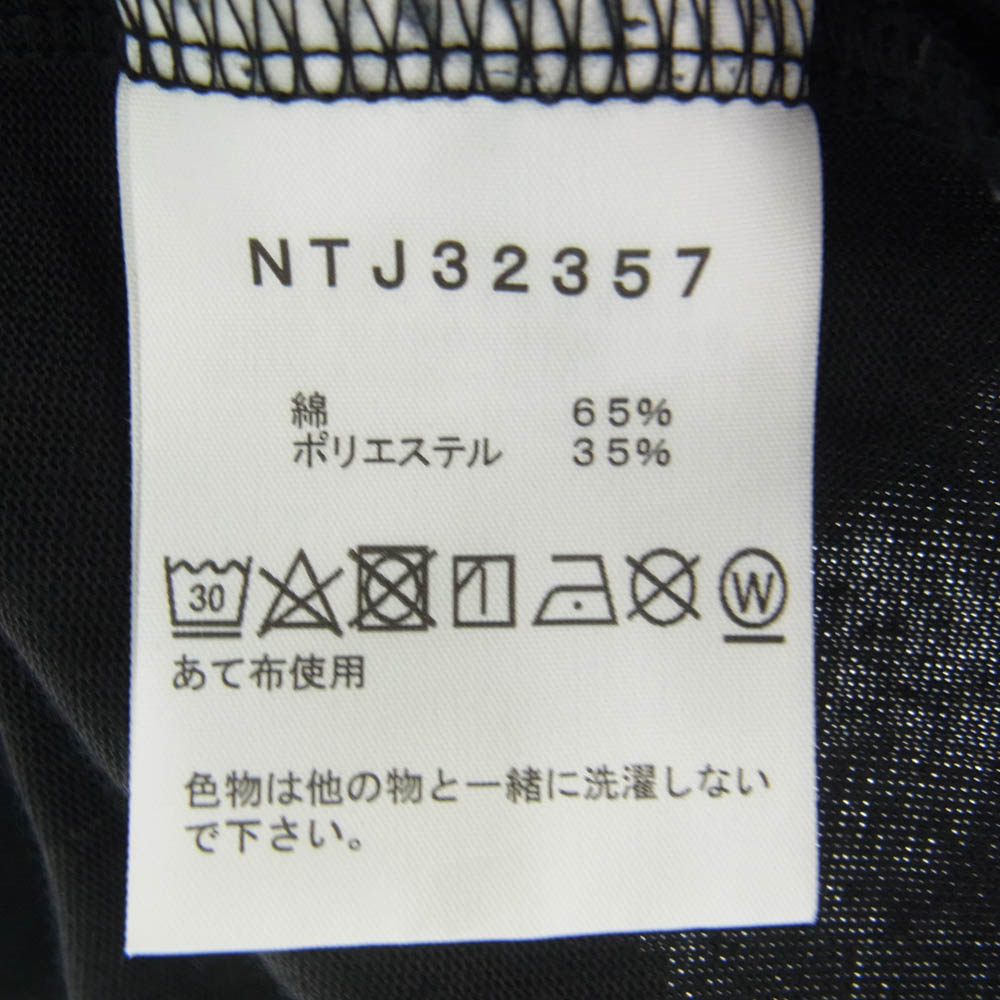 NTJ32357
綿 65%
ポリエステル 35%
30 W
あて布使用
色物は他の物と一緒に洗濯しない
で下さい。